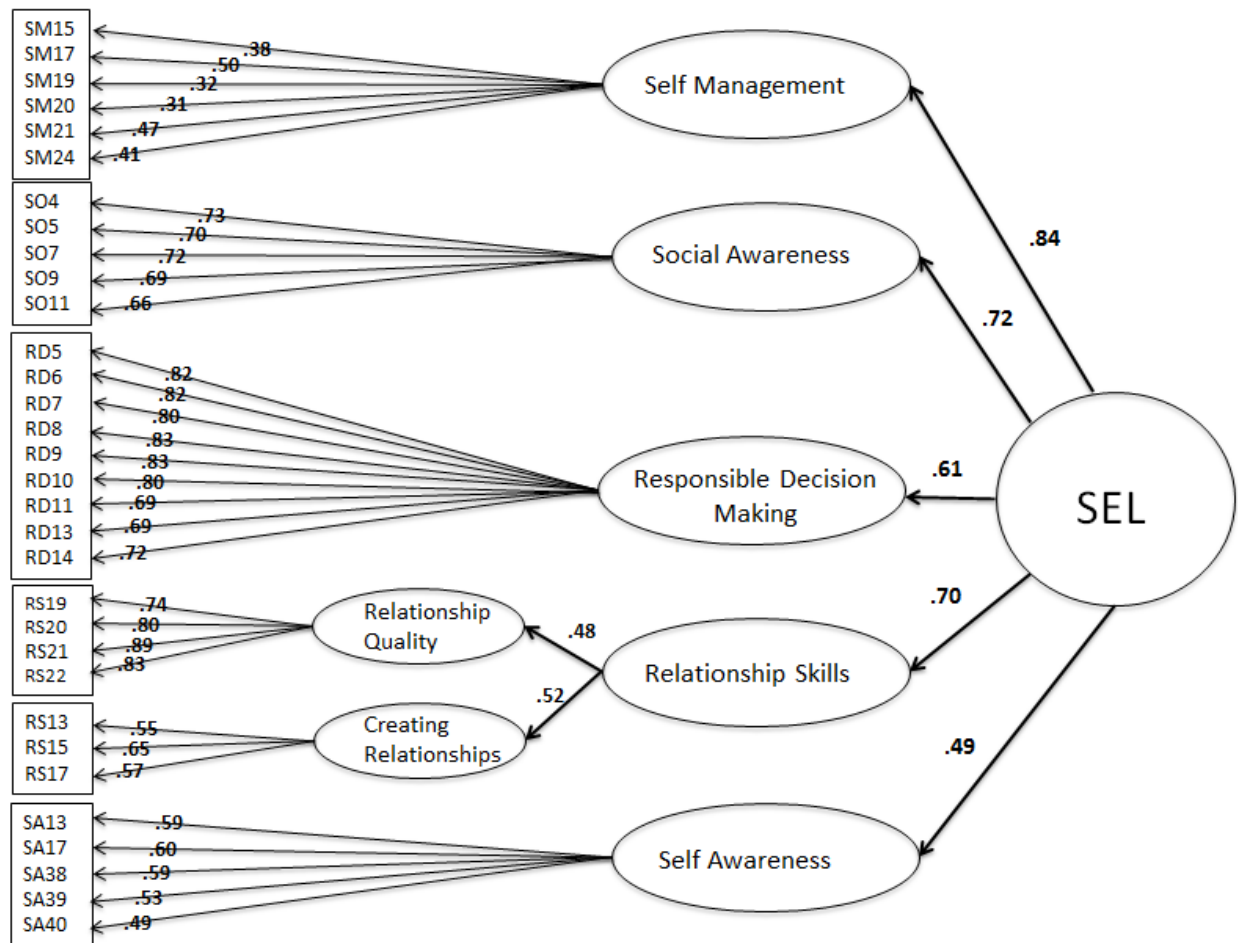 SM15
SM17
SM19
SM20
SM21
SM24
.38
.50
.32
.31
.47
.41
Self Management
.84
SO4
SO5
SO7
SO9
SO11
.73
.70
.72
.69
.66
Social Awareness
.72
RD5
RD6
RD7
RD8
RD9
RD10
RD11
RD13
RD14
.82
.82
.80
.83
.83
.80
.69
.69
.72
Responsible Decision
Making
.61
SEL
RS19
RS20
RS21
RS22
.74
.80
.89
.83
Relationship
Quality
.48
RS13
RS15
RS17
.55
.65
.57
Creating
Relationships
.52
Relationship Skills
.70
SA13
SA17
SA38
SA39
SA40
.59
.60
.59
.53
.49
Self Awareness
.49